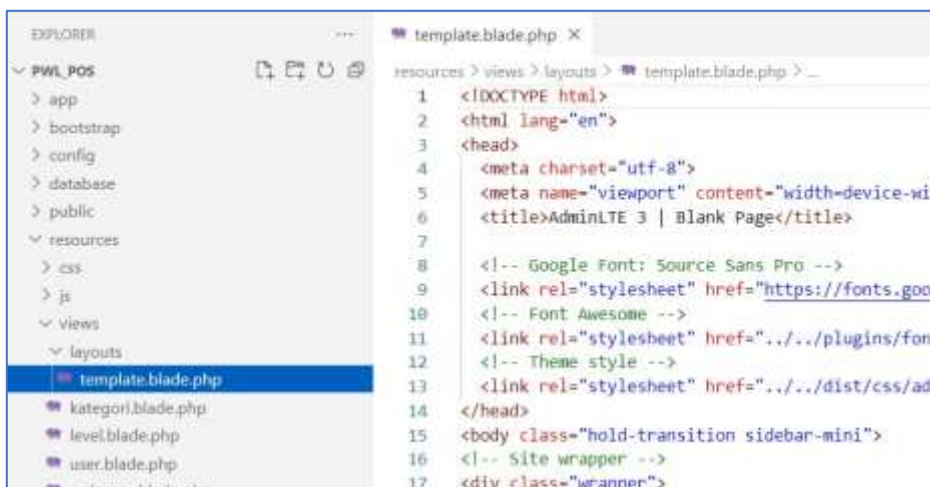 EXPLORER ...
PWL_POS
> app
> bootstrap
> config
> database
> public
resources
> css
> js
views
layouts
template.blade.php
kategori.blade.php
level.blade.php
user.blade.php
template.blade.php ×
resources > views > layouts > template.blade.php > ...
1 <!DOCTYPE html>
2 <html lang="en">
3 <head>
4 <meta charset="utf-8">
5 <meta name="viewport" content="width=device-wi
6 <title>AdminLTE 3 | Blank Page</title>
7
8 <!-- Google Font: Source Sans Pro -->
9 <link rel="stylesheet" href="https://fonts.goo
10 <!-- Font Awesome -->
11 <link rel="stylesheet" href="../../plugins/fon
12 <!-- Theme style -->
13 <link rel="stylesheet" href="../../dist/css/ad
14 </head>
15 <body class="hold-transition sidebar-mini">
16 <!-- Site wrapper -->
17 <div class="wrapper">